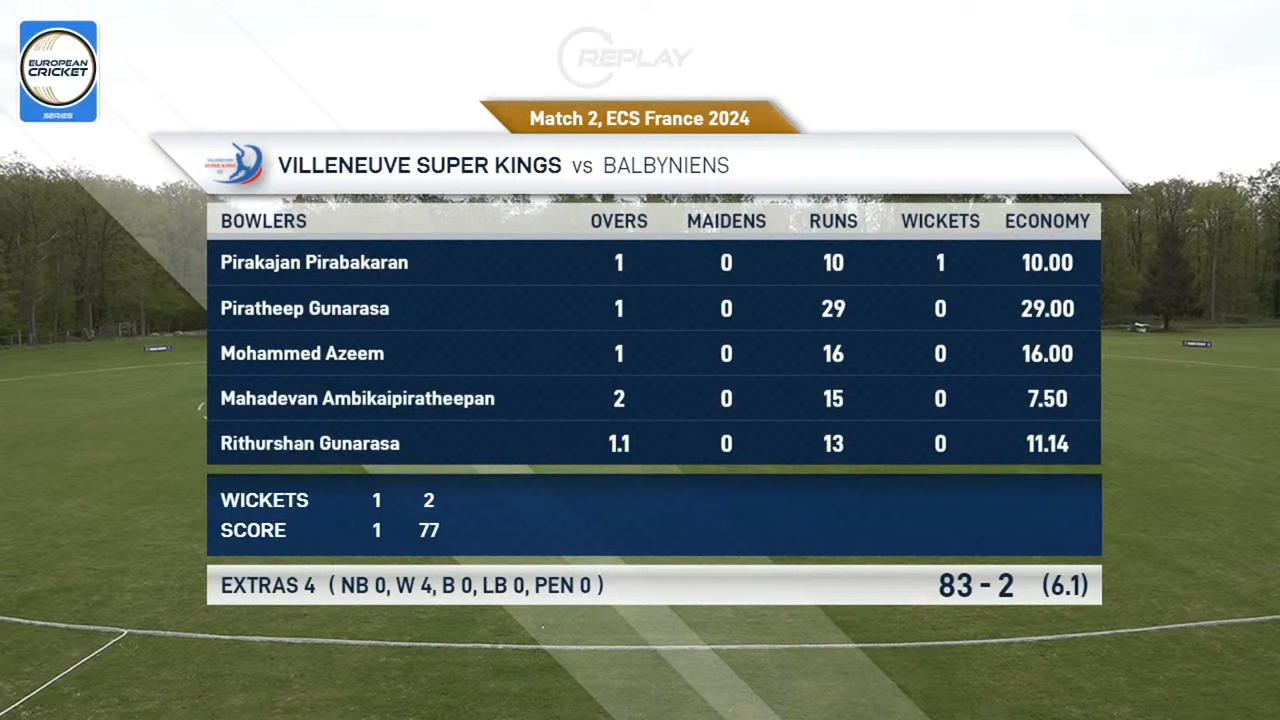 EUROPEAN
CRICKET
SERIES
REPLAY
Match 2, ECS France 2024
VILLENEUVE SUPER KINGS vs BALBYNIENS
BOWLERS OVERS MAIDENS RUNS WICKETS ECONOMY
Pirakajan Pirabakaran 1 0 10 1 10.00
Piratheep Gunarasa 1 0 29 0 29.00
Mohammed Azeem 1 0 16 0 16.00
Mahadevan Ambikaipiratheepan 2 0 15 0 7.50
Rithurshan Gunarasa 1.1 0 13 0 11.14
WICKETS 1 2
SCORE 1 77
EXTRAS 4 ( NB 0, W 4, B 0, LB 0, PEN 0 ) 83 - 2 (6.1)